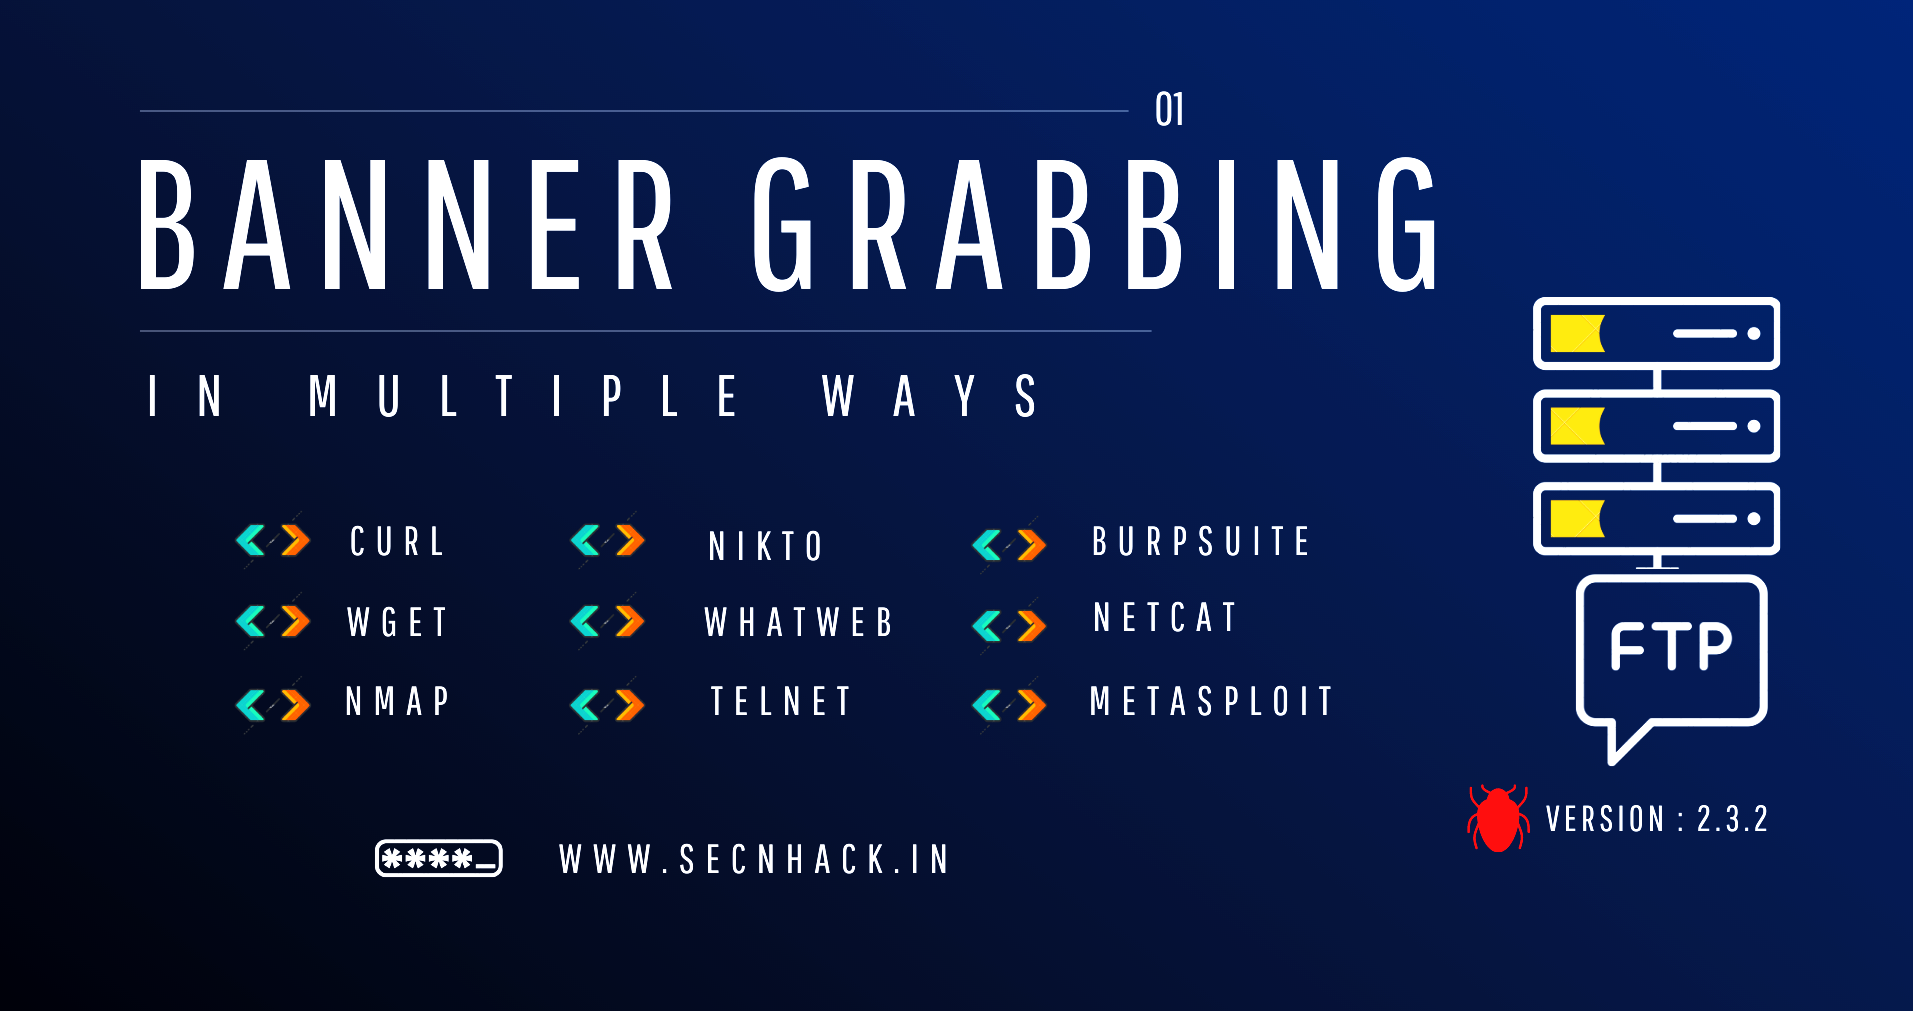 01
BANNER GRABBING
IN MULTIPLE WAYS
CURL
NIKTO
BURPSUITE
WGET
WHATWEB
NETCAT
NMAP
TELNET
METASPLOIT
FTP
VERSION : 2.3.2
****_
WWW.SECNHACK.IN